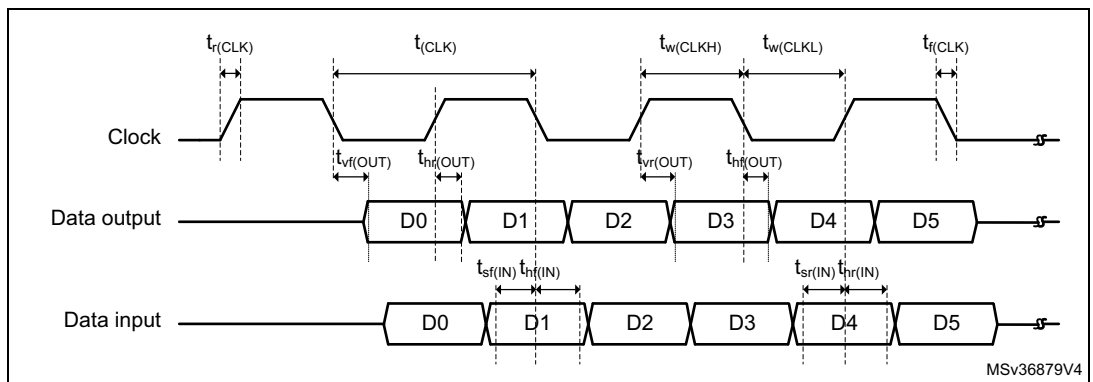 tr(CLK) t(CLK) tw(CLKH) tw(CLKL) tf(CLK)
Clock
tvf(OUT) thr(OUT) tvr(OUT) thf(OUT)
Data output D0 D1 D2 D3 D4 D5
tsf(IN) thf(IN) tsr(IN) thr(IN)
Data input D0 D1 D2 D3 D4 D5
MSv36879V4